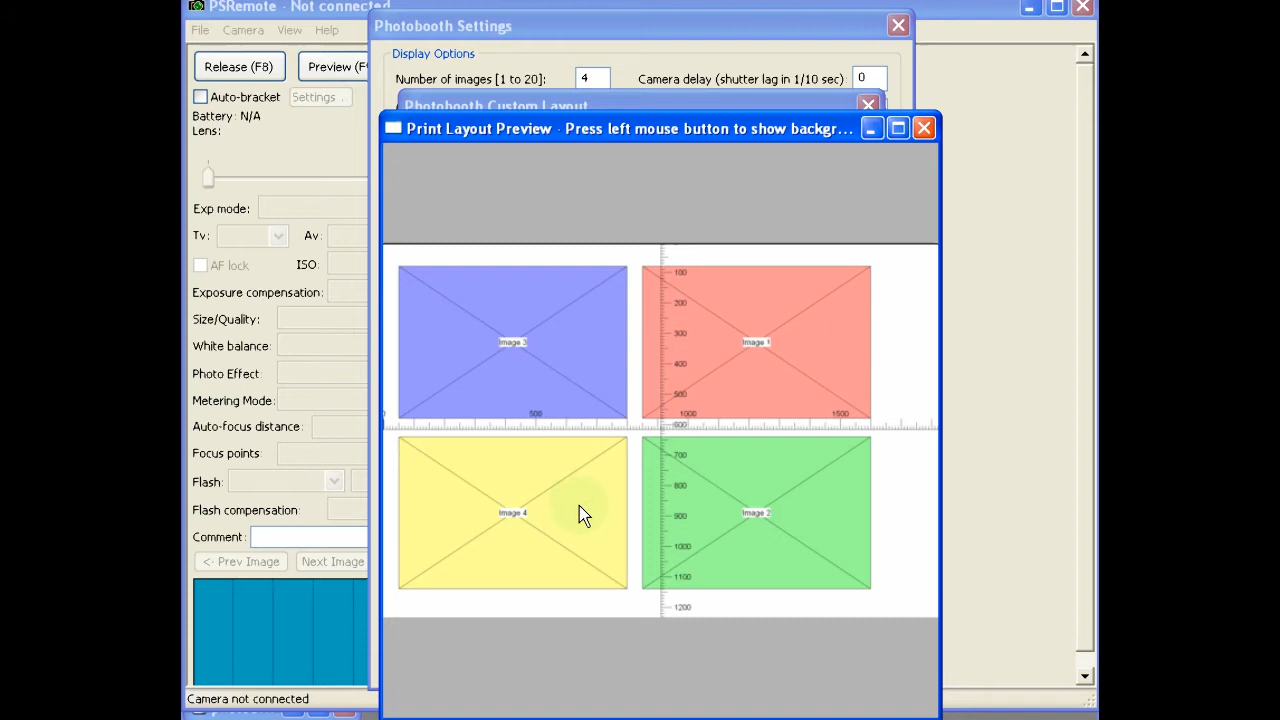 PSRemote - Not connected
File Camera View Help
Release (F8)
Preview (F
Auto-bracket
Settings ...
Battery: N/A
Lens:
Exp mode:
Tv: Av:
AF lock ISO:
Exposure compensation:
Size/Quality:
White balance:
Photo Effect:
Metering Mode:
Auto-focus distance:
Focus points:
Flash:
Flash compensation:
Comment:
<- Prev Image
Next Image
Camera not connected
Photobooth Settings
Display Options
Number of images [1 to 20]: 4
Camera delay (shutter lag in 1/10 sec) : 0
Photobooth Custom Layout
Print Layout Preview - Press left mouse button to show backgr...
Image 3
Image 1
Image 4
Image 2
0 500 1000 1500
100
200
300
400
500
600
700
800
900
1000
1100
1200